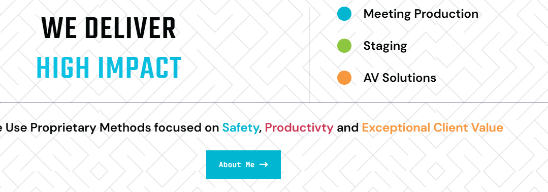 WE DELIVER
HIGH IMPACT
Meeting Production
Staging
AV Solutions
Use Proprietary Methods focused on Safety, Productivty and Exceptional Client Value
About Me →